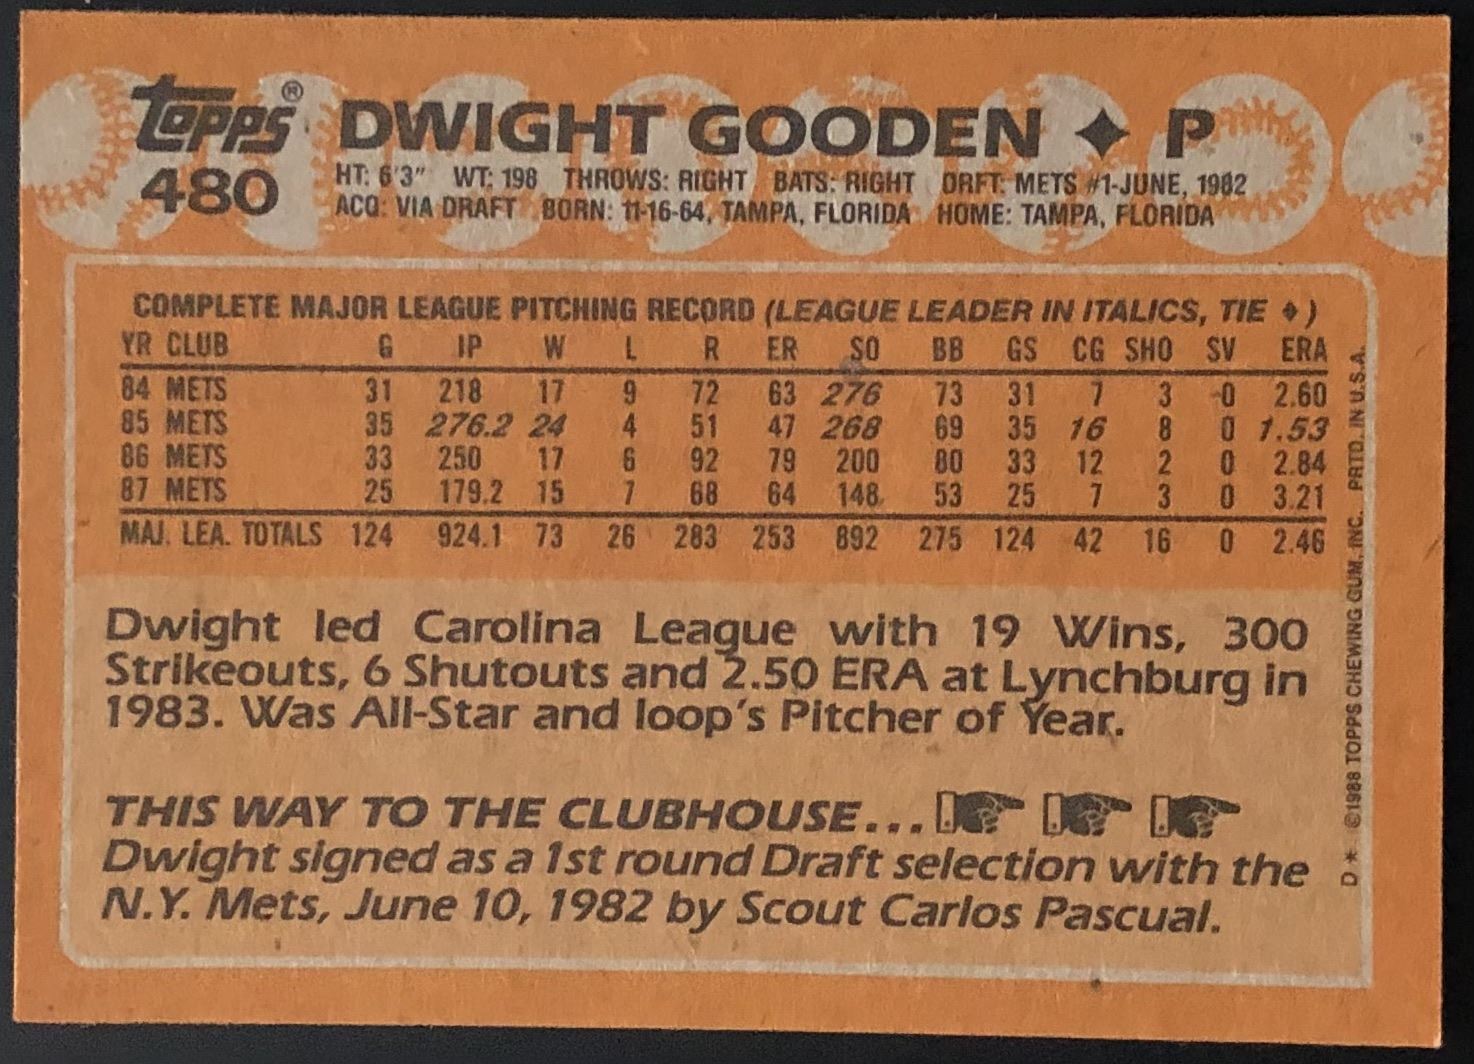 topps® DWIGHT GOODEN ✦ P
480 HT: 6'3" WT: 198 THROWS: RIGHT BATS: RIGHT DRFT: METS #1-JUNE, 1982
ACQ: VIA DRAFT BORN: 11-16-64, TAMPA, FLORIDA HOME: TAMPA, FLORIDA
COMPLETE MAJOR LEAGUE PITCHING RECORD (LEAGUE LEADER IN ITALICS, TIE ♦)
YR CLUB G IP W L R ER SO BB GS CG SHO SV ERA
84 METS 31 218 17 9 72 63 276 73 31 7 3 0 2.60
85 METS 35 276.2 24 4 51 47 268 69 35 16 8 0 1.53
86 METS 33 250 17 6 92 79 200 80 33 12 2 0 2.84
87 METS 25 179.2 15 7 68 64 148 53 25 7 3 0 3.21
MAJ. LEA. TOTALS 124 924.1 73 26 283 253 892 275 124 42 16 0 2.46
Dwight led Carolina League with 19 Wins, 300
Strikeouts, 6 Shutouts and 2.50 ERA at Lynchburg in
1983. Was All-Star and loop's Pitcher of Year.
THIS WAY TO THE CLUBHOUSE...
Dwight signed as a 1st round Draft selection with the
N.Y. Mets, June 10, 1982 by Scout Carlos Pascual.
D* ©1988 TOPPS CHEWING GUM, INC. PRTD. IN U.S.A.